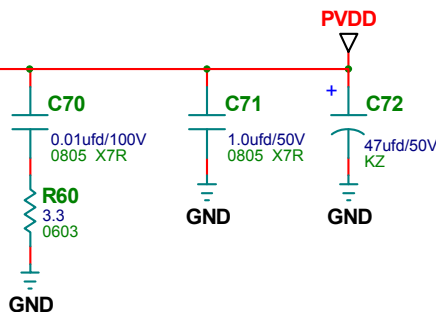 PVDD
C70
0.01ufd/100V
0805 X7R
C71
1.0ufd/50V
0805 X7R
+
C72
47ufd/50V
KZ
R60
3.3
0603
GND
GND
GND